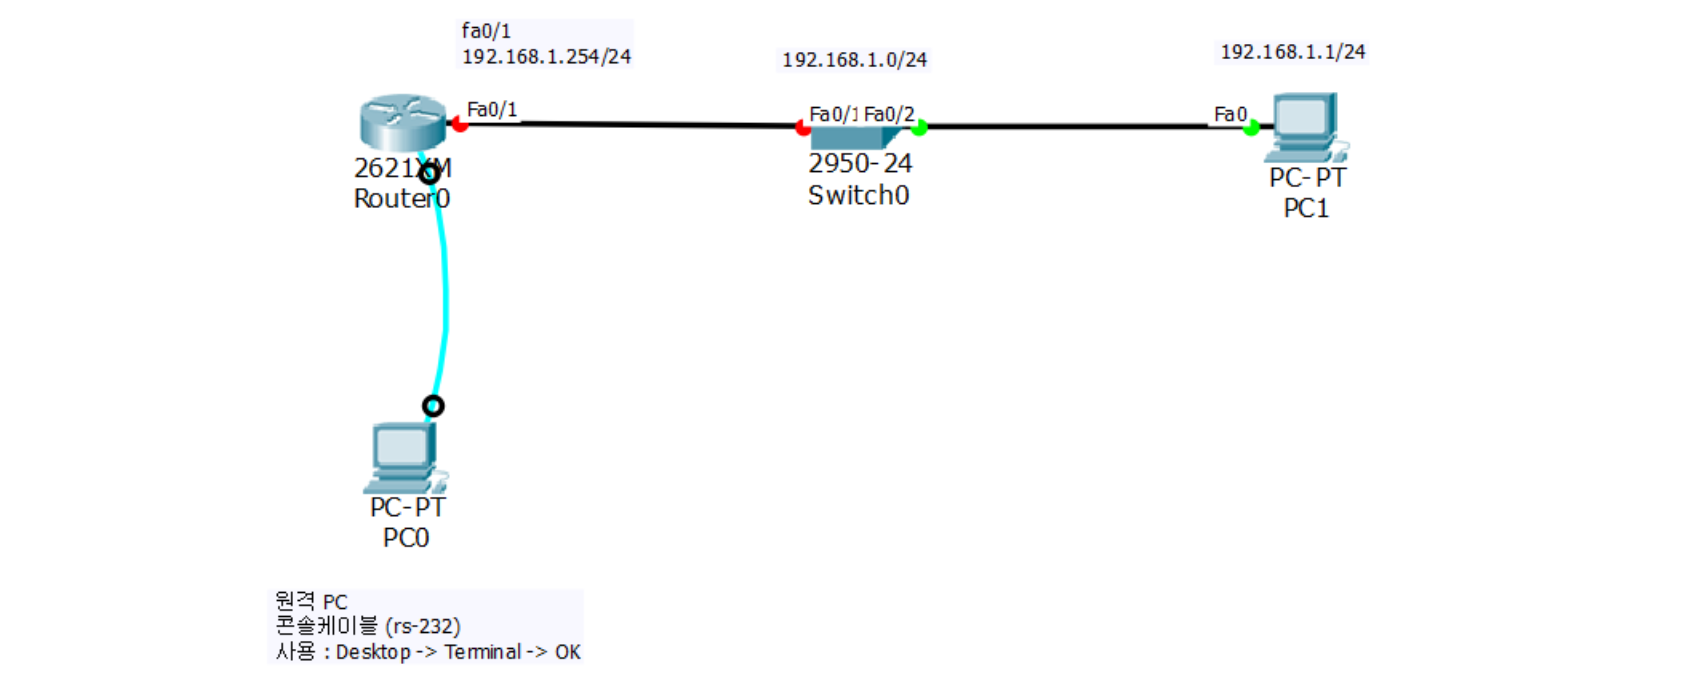 fa0/1
192.168.1.254/24
192.168.1.0/24
192.168.1.1/24
Fa0/1
Fa0/1 Fa0/2
Fa0
2621XM
Router0
2950-24
Switch0
PC-PT
PC1
PC-PT
PC0
원격 PC
콘솔케이블 (rs-232)
사용 : Desktop -> Terminal -> OK